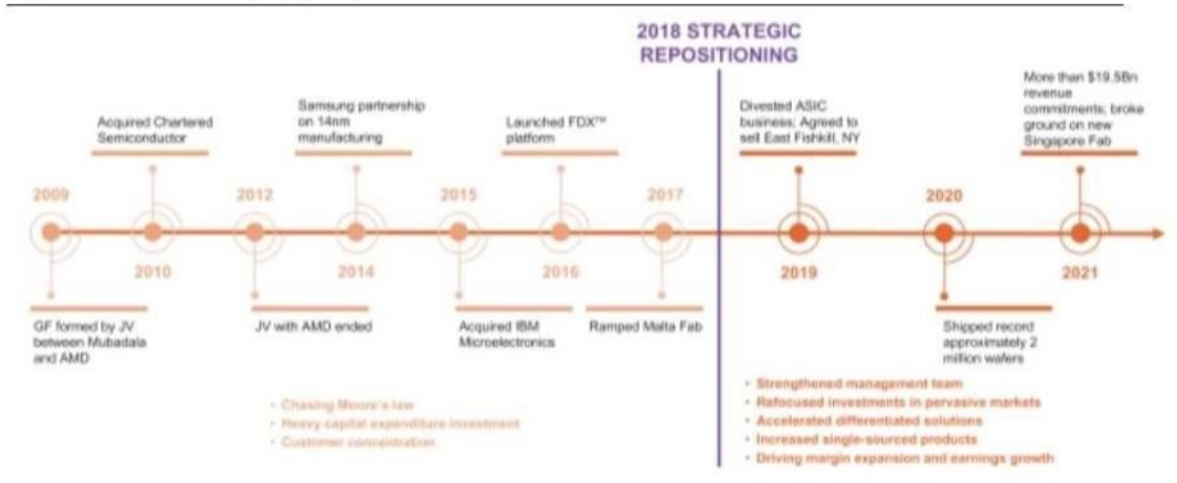 2018 STRATEGIC
REPOSITIONING
More than $19.5Bn
revenue
commitments; broke
ground on new
Singapore Fab
Samsung partnership
on 14nm
manufacturing
Divested ASIC
business; Agreed to
sell East Fishkill, NY
Acquired Chartered
Semiconductor
Launched FDX™
platform
2009
2012
2015
2017
2020
2010
2014
2016
2019
2021
GF formed by JV
between Mubadala
and AMD
JV with AMD ended
Acquired IBM
Microelectronics
Ramped Malta Fab
Shipped record
approximately 2
million wafers
• Chasing Moore's law
• Heavy capital expenditure investment
• Customer concentration
• Strengthened management team
• Refocused investments in pervasive markets
• Accelerated differentiated solutions
• Increased single-sourced products
• Driving margin expansion and earnings growth